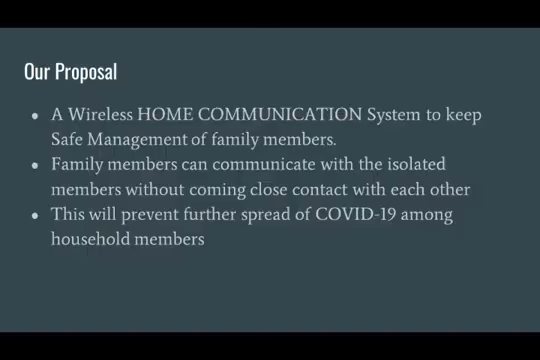 Our Proposal
● A Wireless HOME COMMUNICATION System to keep
Safe Management of family members.
● Family members can communicate with the isolated
members without coming close contact with each other
● This will prevent further spread of COVID-19 among
household members